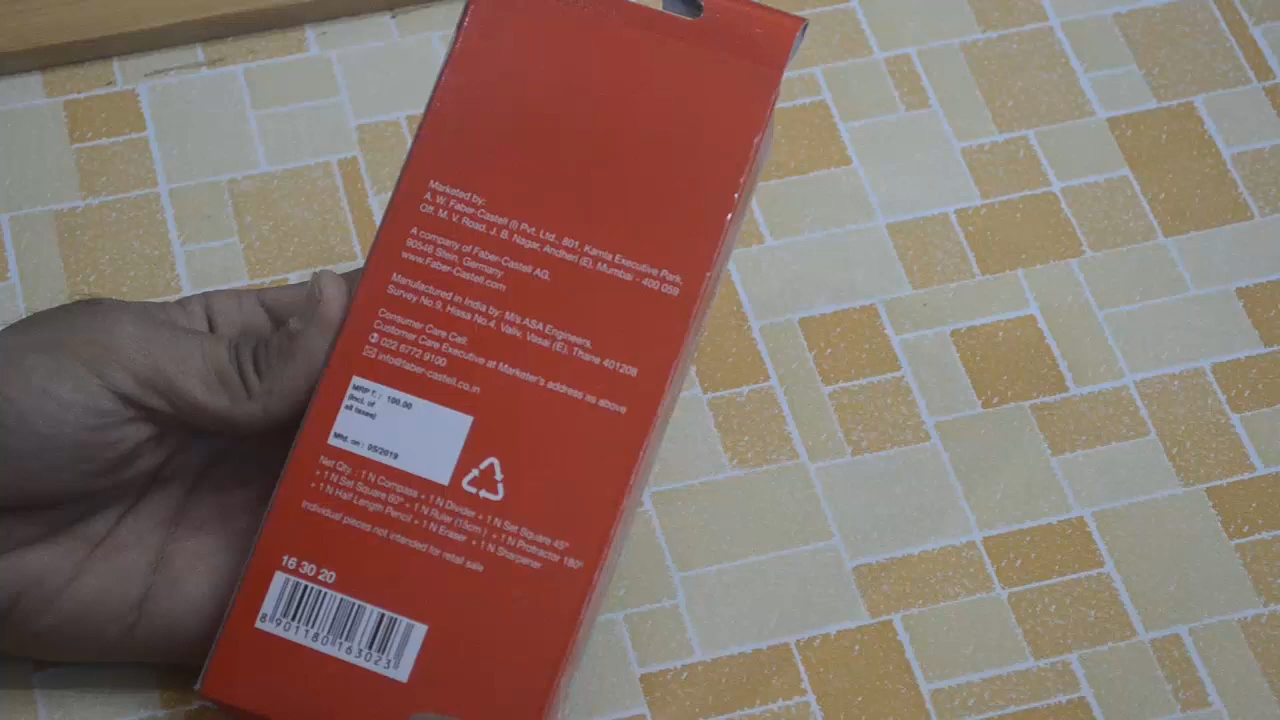 Marketed by:
A. W. Faber-Castell (I) Pvt. Ltd., 801, Kamla Executive Park,
Off. M. V. Road, J. B. Nagar, Andheri (E), Mumbai - 400 059
A company of Faber-Castell AG,
90546 Stein, Germany
www.Faber-Castell.com
Manufactured in India by: M/s ASA Engineers,
Survey No.9, Hissa No.4, Valiv, Vasai (E), Thane 401208
Consumer Care Cell:
Customer Care Executive at Marketer's address as above
022 6772 9100
info@faber-castell.co.in
MRP ₹. : 100.00
(Incl. of
all taxes)
Mfd. on : 05/2019
Net Qty. : 1 N Compass + 1 N Divider + 1 N Set Square 45°
+ 1 N Set Square 60° + 1 N Ruler (15cm ) + 1 N Protractor 180°
+ 1 N Half Length Pencil + 1 N Eraser + 1 N Sharpener
Individual pieces not intended for retail sale
16 30 20
8 901180 163023